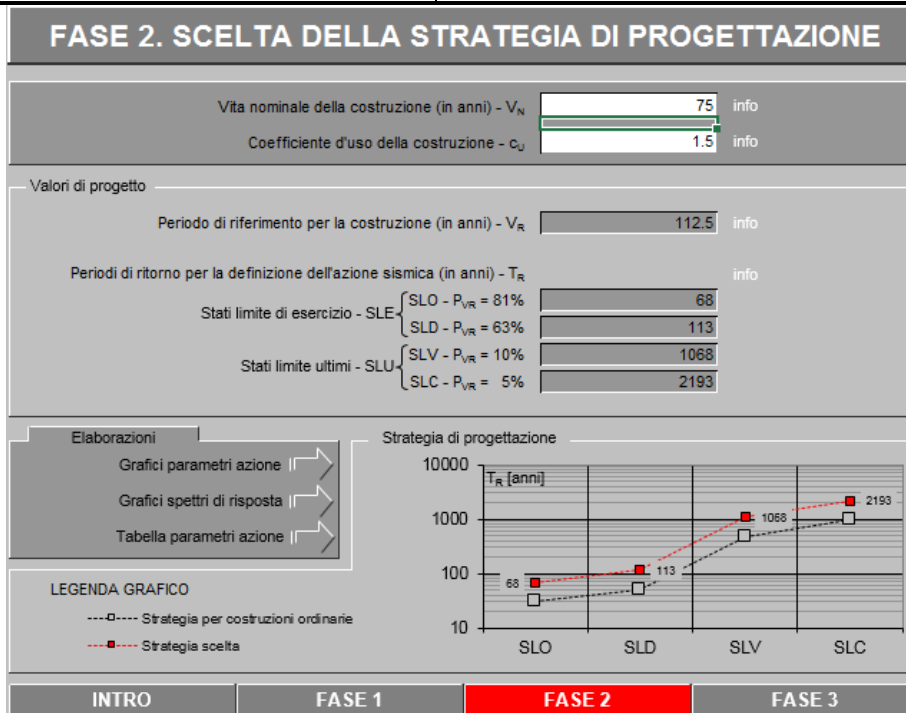 FASE 2. SCELTA DELLA STRATEGIA DI PROGETTAZIONE
Vita nominale della costruzione (in anni) - VN 75 info
Coefficiente d'uso della costruzione - cU 1.5 info
Valori di progetto
Periodo di riferimento per la costruzione (in anni) - VR 112.5 info
Periodi di ritorno per la definizione dell'azione sismica (in anni) - TR info
Stati limite di esercizio - SLE
SLO - PVR = 81% 68
SLD - PVR = 63% 113
Stati limite ultimi - SLU
SLV - PVR = 10% 1068
SLC - PVR = 5% 2193
Elaborazioni
Grafici parametri azione
Grafici spettri di risposta
Tabella parametri azione
LEGENDA GRAFICO
Strategia per costruzioni ordinarie
Strategia scelta
Strategia di progettazione
TR [anni]
10000
1000
100
10
68
113
1068
2193
SLO SLD SLV SLC
INTRO FASE 1 FASE 2 FASE 3